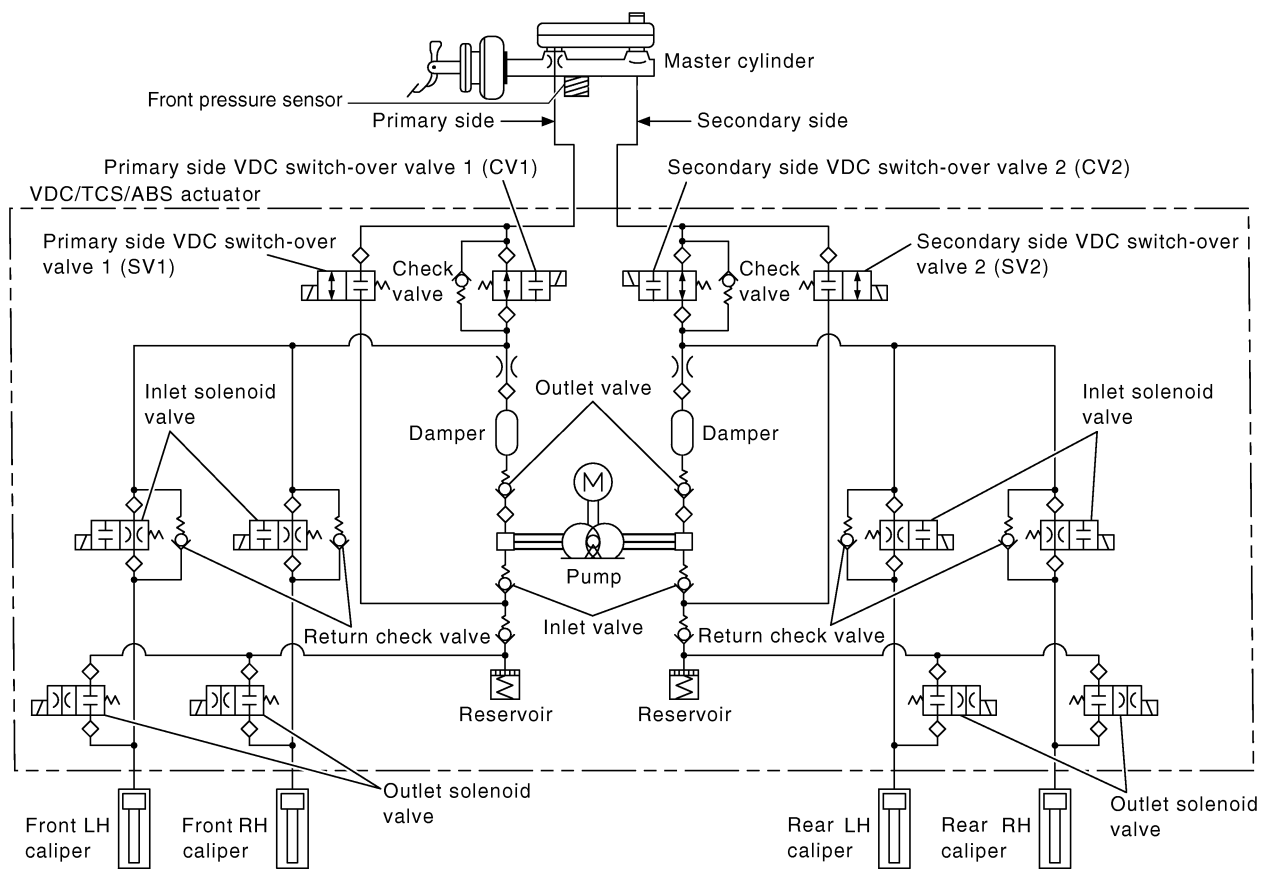 Master cylinder
Front pressure sensor
Primary side
Secondary side
Primary side VDC switch-over valve 1 (CV1)
Secondary side VDC switch-over valve 2 (CV2)
VDC/TCS/ABS actuator
Primary side VDC switch-over
valve 1 (SV1)
Check
valve
Check
valve
Secondary side VDC switch-over
valve 2 (SV2)
Inlet solenoid
valve
Outlet valve
Inlet solenoid
valve
Damper
Damper
M
Pump
Inlet valve
Return check valve
Return check valve
Reservoir
Reservoir
Outlet solenoid
valve
Outlet solenoid
valve
Front LH
caliper
Front RH
caliper
Rear LH
caliper
Rear RH
caliper